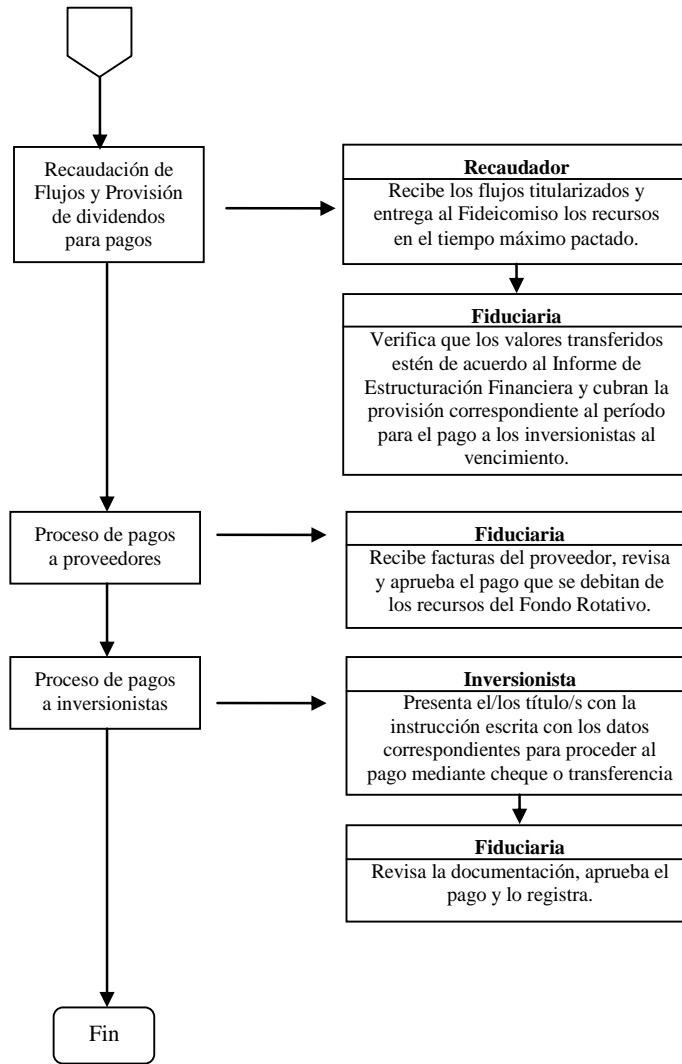 Recaudación de
Flujos y Provisión
de dividendos
para pagos
Recaudador
Recibe los flujos titularizados y
entrega al Fideicomiso los recursos
en el tiempo máximo pactado.
Fiduciaria
Verifica que los valores transferidos
estén de acuerdo al Informe de
Estructuración Financiera y cubran la
provisión correspondiente al período
para el pago a los inversionistas al
vencimiento.
Proceso de pagos
a proveedores
Fiduciaria
Recibe facturas del proveedor, revisa
y aprueba el pago que se debitan de
los recursos del Fondo Rotativo.
Proceso de pagos
a inversionistas
Inversionista
Presenta el/los título/s con la
instrucción escrita con los datos
correspondientes para proceder al
pago mediante cheque o transferencia
Fiduciaria
Revisa la documentación, aprueba el
pago y lo registra.
Fin